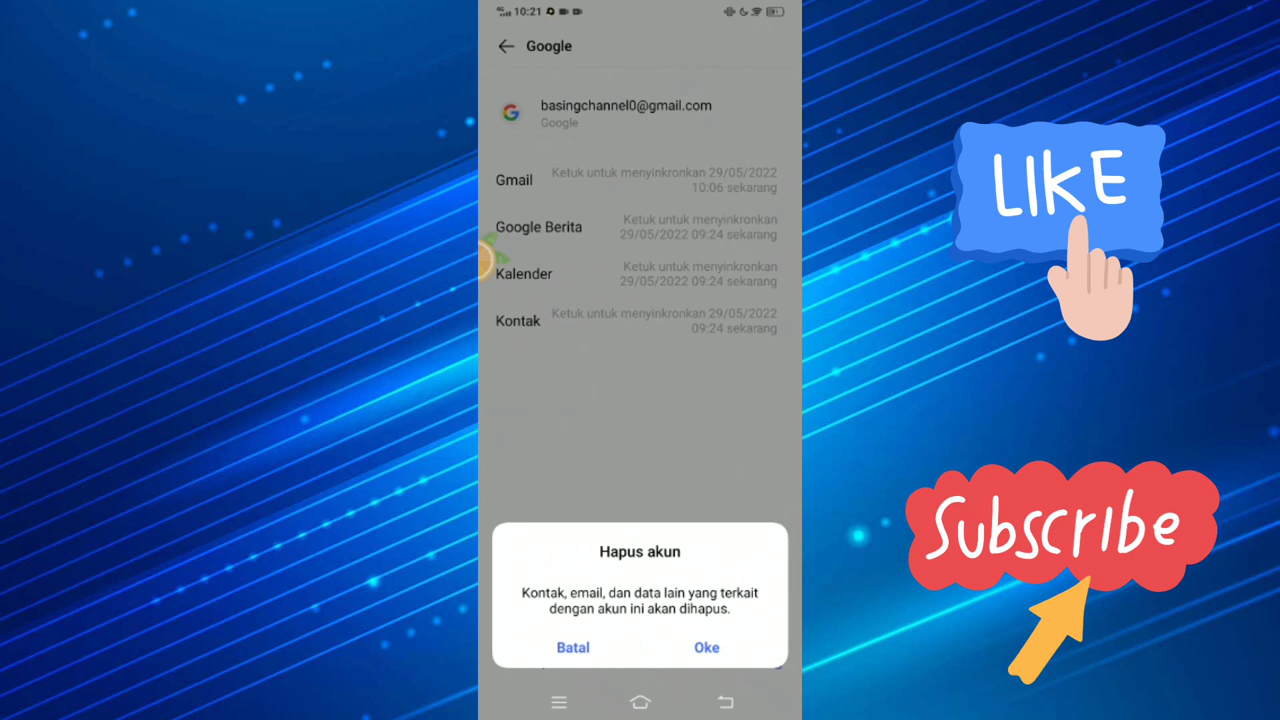 4G 10:21
Google
basingchannel0@gmail.com
Google
Gmail
Ketuk untuk menyinkronkan 29/05/2022
10:06 sekarang
Google Berita
Ketuk untuk menyinkronkan
29/05/2022 09:24 sekarang
Kalender
Ketuk untuk menyinkronkan
29/05/2022 09:24 sekarang
Kontak
Ketuk untuk menyinkronkan 29/05/2022
09:24 sekarang
Hapus akun
Kontak, email, dan data lain yang terkait
dengan akun ini akan dihapus.
Batal
Oke
LIKE
Subscribe